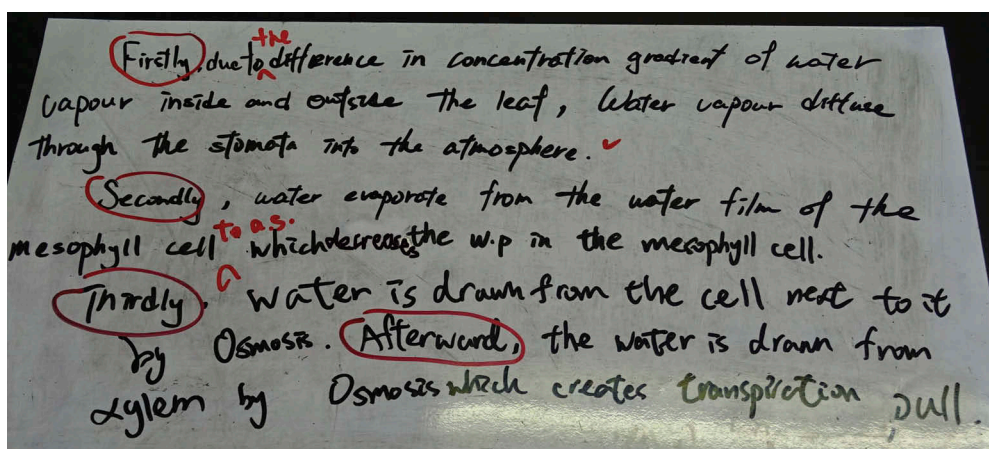 Firstly, due to the difference in concentration gradient of water
vapour inside and outside the leaf, Water vapour diffuse
through the stomata into the atmosphere.
Secondly, water evaporate from the water film of the
mesophyll cell to a.s. which decreases the w.p in the mesophyll cell.
Thirdly, water is drawn from the cell next to it
by Osmosis. Afterward, the water is drawn from
xylem by Osmosis which creates transpiration pull.